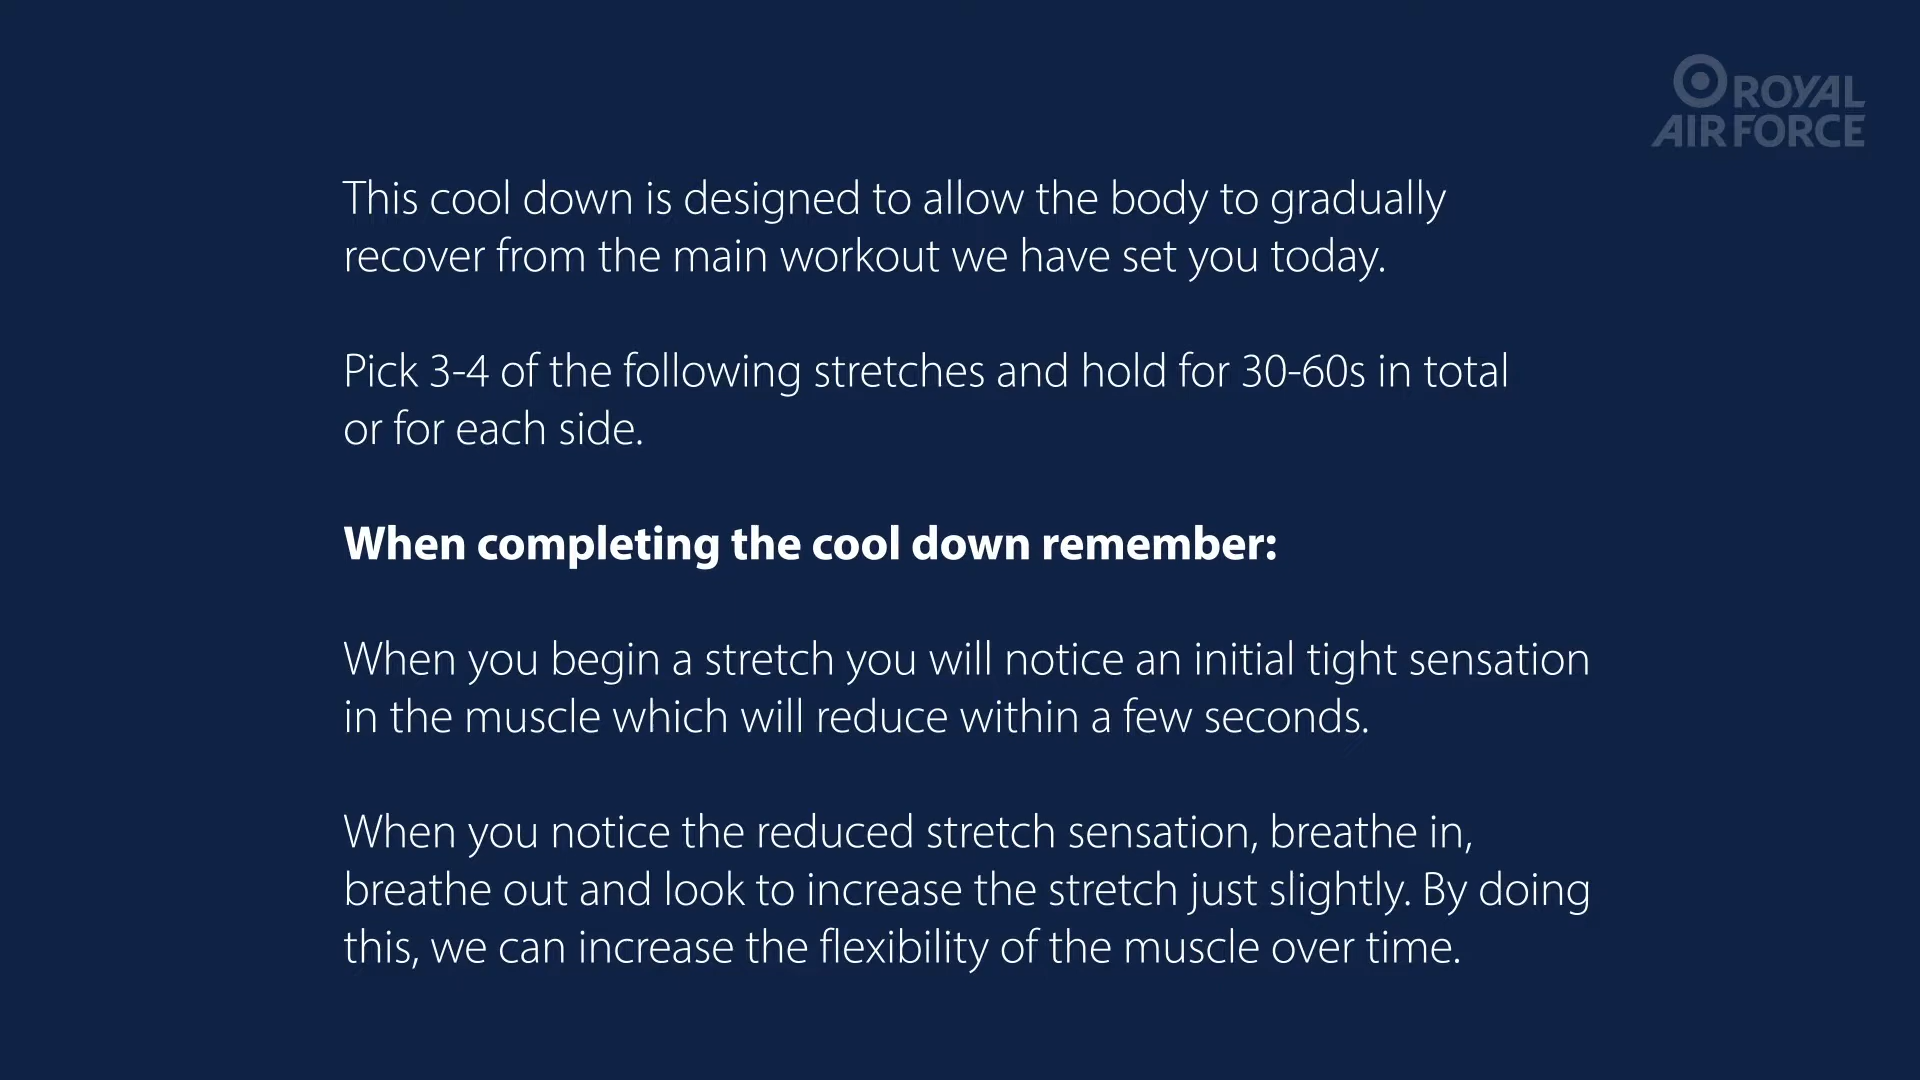 ROYAL
AIR FORCE
This cool down is designed to allow the body to gradually
recover from the main workout we have set you today.
Pick 3-4 of the following stretches and hold for 30-60s in total
or for each side.
When completing the cool down remember:
When you begin a stretch you will notice an initial tight sensation
in the muscle which will reduce within a few seconds.
When you notice the reduced stretch sensation, breathe in,
breathe out and look to increase the stretch just slightly. By doing
this, we can increase the flexibility of the muscle over time.